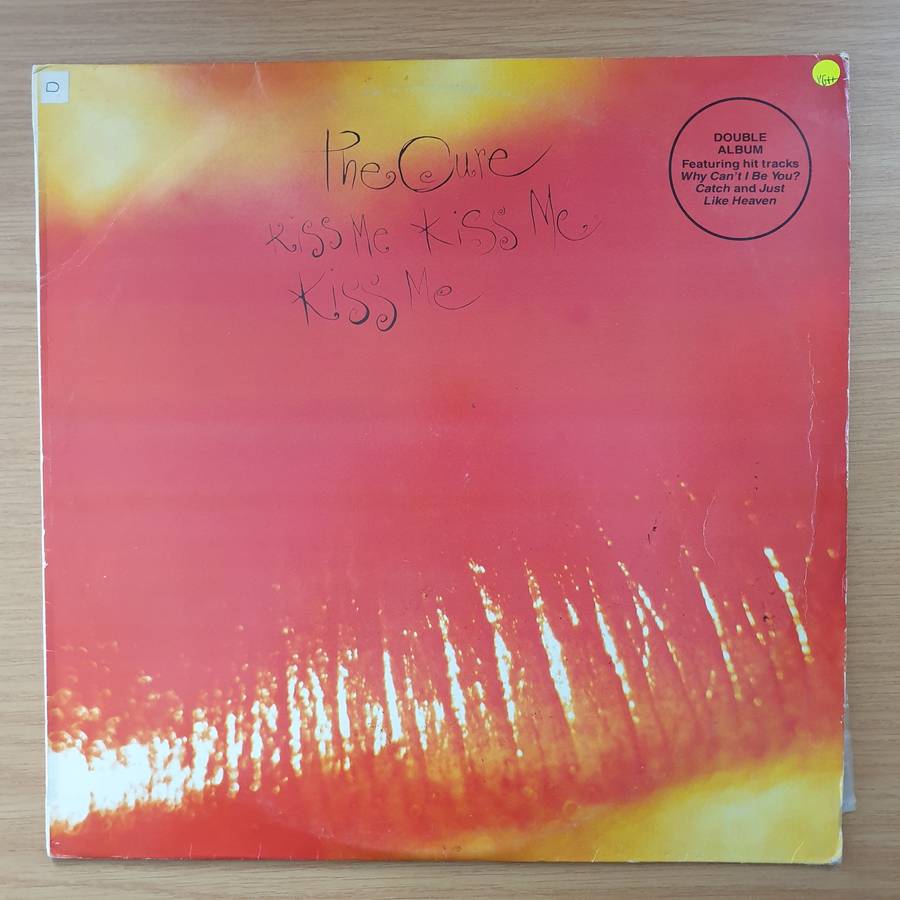 D
VG++
The Cure
Kiss Me Kiss Me
Kiss Me
DOUBLE
ALBUM
Featuring hit tracks
Why Can't I Be You?
Catch and Just
Like Heaven